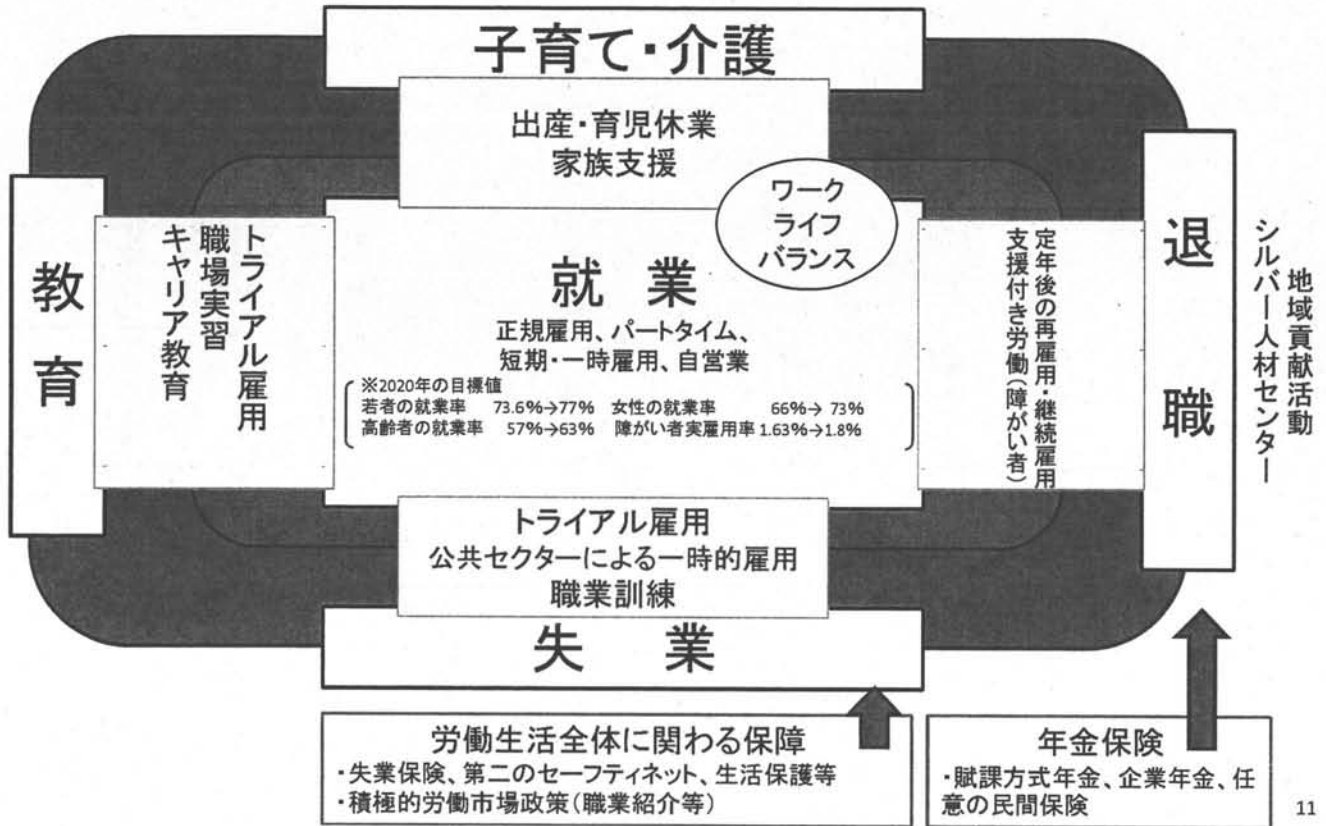 子育て・介護
出産・育児休業
家族支援
ワーク
ライフ
バランス
教育
トライアル雇用
職場実習
キャリア教育
就業
正規雇用、パートタイム、
短期・一時雇用、自営業
※2020年の目標値
若者の就業率 73.6%→77% 女性の就業率 66%→ 73%
高齢者の就業率 57%→63% 障がい者実雇用率 1.63%→1.8%
定年後の再雇用・継続雇用
支援付き労働(障がい者)
退職
地域貢献活動
シルバー人材センター
トライアル雇用
公共セクターによる一時的雇用
職業訓練
失業
労働生活全体に関わる保障
・失業保険、第二のセーフティネット、生活保護等
・積極的労働市場政策(職業紹介等)
年金保険
・賦課方式年金、企業年金、任
意の民間保険
11